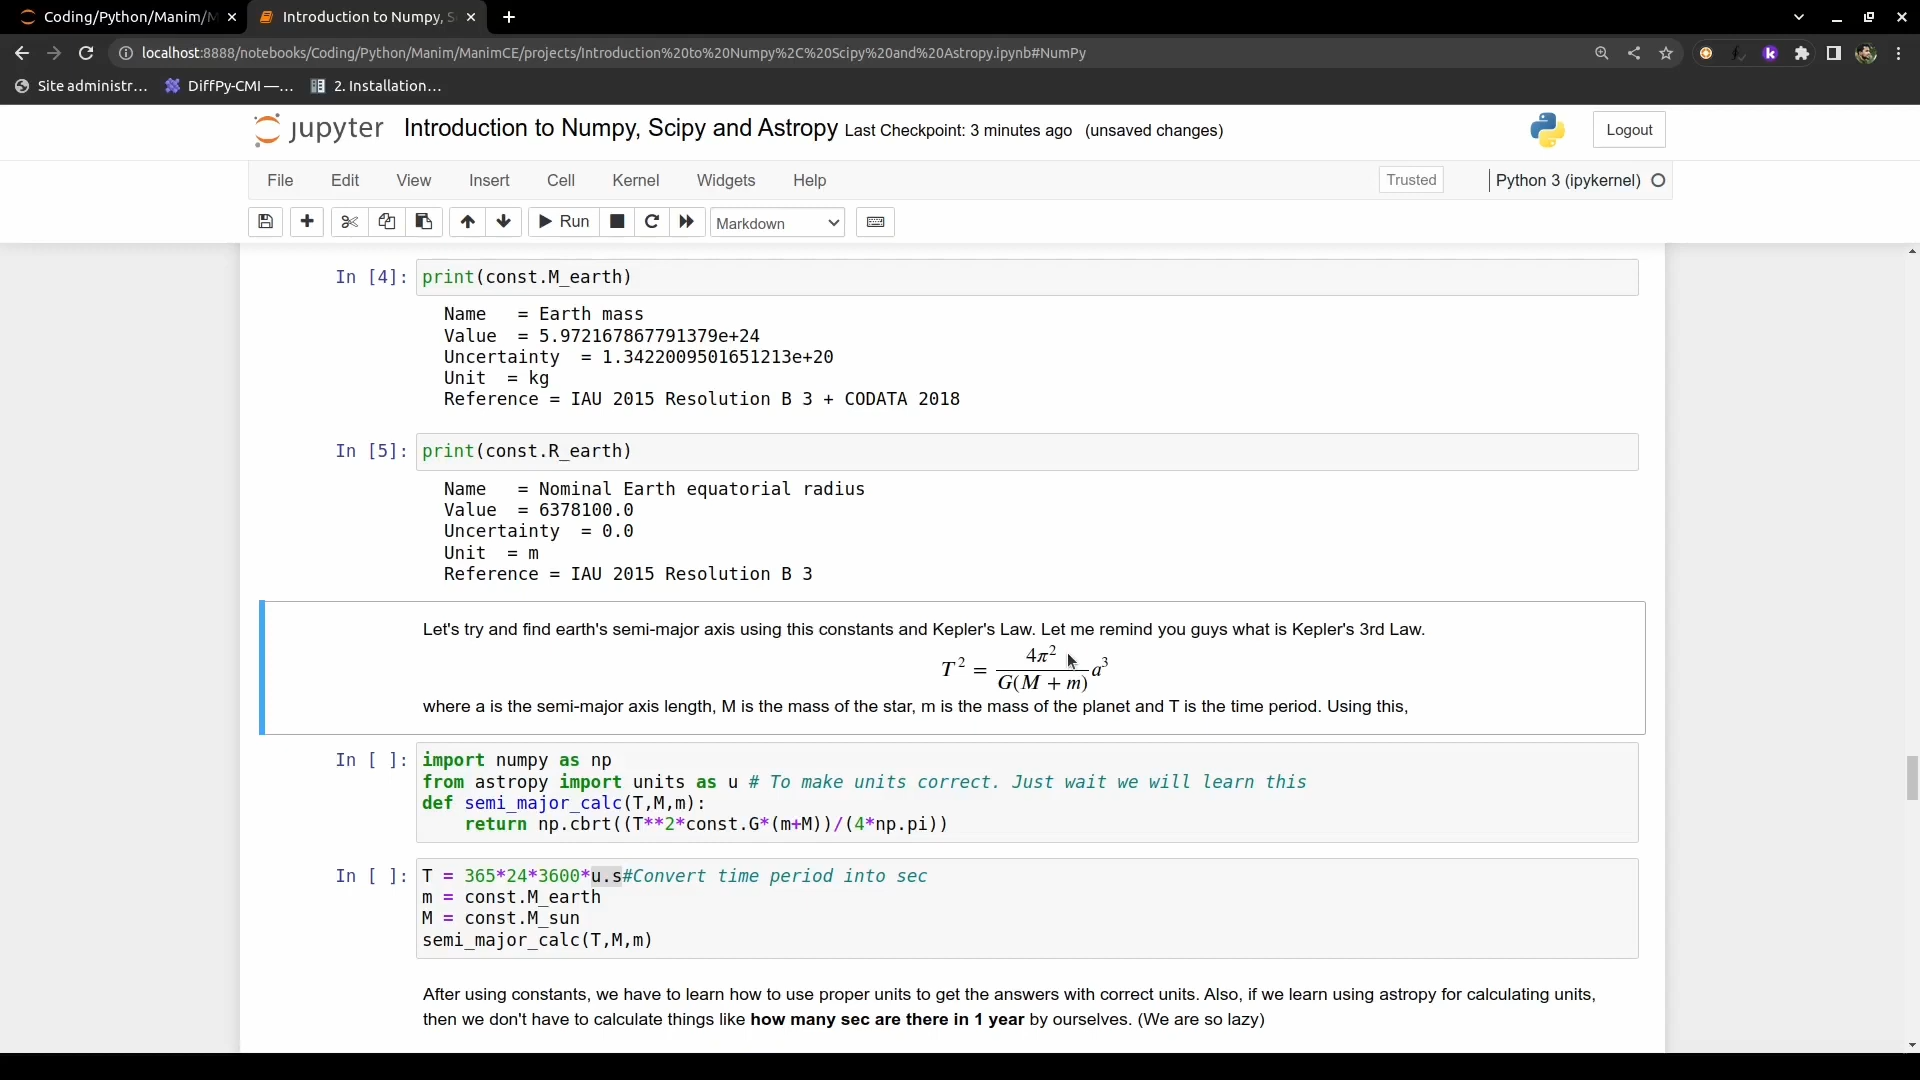 Coding/Python/Manim/M
Introduction to Numpy, S
localhost:8888/notebooks/Coding/Python/Manim/ManimCE/projects/Introduction%20to%20Numpy%2C%20Scipy%20and%20Astropy.ipynb#NumPy
Site administr... DiffPy-CMI —... 2. Installation...
jupyter Introduction to Numpy, Scipy and Astropy Last Checkpoint: 3 minutes ago (unsaved changes) Logout
File Edit View Insert Cell Kernel Widgets Help Trusted Python 3 (ipykernel)
Run Markdown
In [4]: print(const.M_earth)
Name = Earth mass
Value = 5.972167867791379e+24
Uncertainty = 1.3422009501651213e+20
Unit = kg
Reference = IAU 2015 Resolution B 3 + CODATA 2018
In [5]: print(const.R_earth)
Name = Nominal Earth equatorial radius
Value = 6378100.0
Uncertainty = 0.0
Unit = m
Reference = IAU 2015 Resolution B 3
Let's try and find earth's semi-major axis using this constants and Kepler's Law. Let me remind you guys what is Kepler's 3rd Law.
T² = 4π² / G(M + m) a³
where a is the semi-major axis length, M is the mass of the star, m is the mass of the planet and T is the time period. Using this,
In [ ]: import numpy as np
from astropy import units as u # To make units correct. Just wait we will learn this
def semi_major_calc(T,M,m):
return np.cbrt((T**2*const.G*(m+M))/(4*np.pi))
In [ ]: T = 365*24*3600*u.s#Convert time period into sec
m = const.M_earth
M = const.M_sun
semi_major_calc(T,M,m)
After using constants, we have to learn how to use proper units to get the answers with correct units. Also, if we learn using astropy for calculating units,
then we don't have to calculate things like how many sec are there in 1 year by ourselves. (We are so lazy)